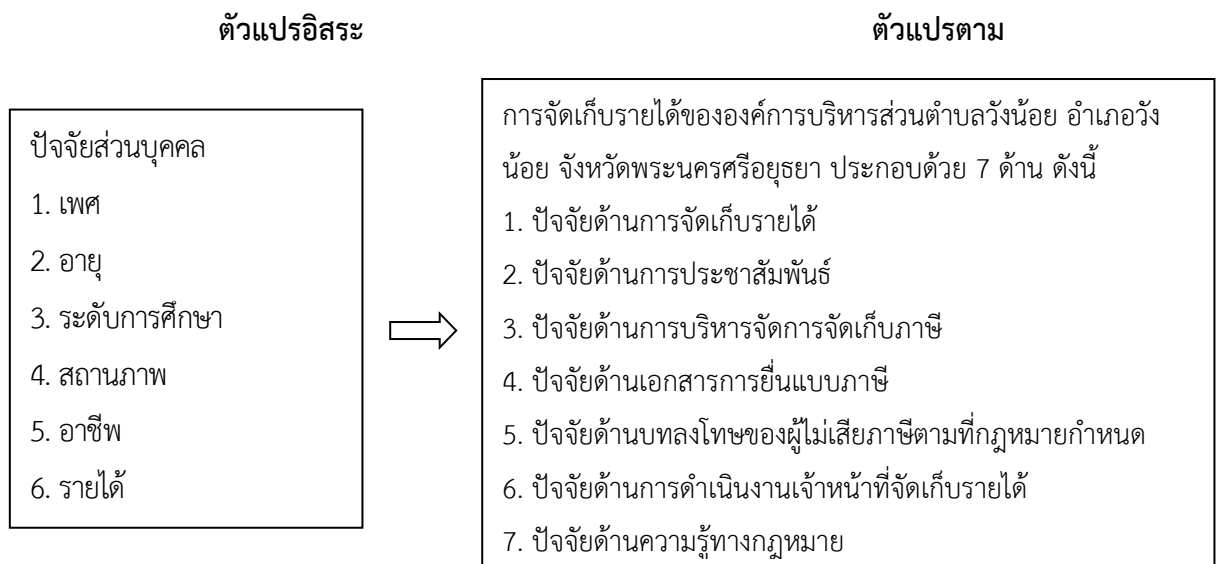 ตัวแปรอิสระ
ตัวแปรตาม
ปัจจัยส่วนบุคคล
1. เพศ
2. อายุ
3. ระดับการศึกษา
4. สถานภาพ
5. อาชีพ
6. รายได้
การจัดเก็บรายได้ขององค์การบริหารส่วนตำบลวังน้อย อำเภอวัง
น้อย จังหวัดพระนครศรีอยุธยา ประกอบด้วย 7 ด้าน ดังนี้
1. ปัจจัยด้านการจัดเก็บรายได้
2. ปัจจัยด้านการประชาสัมพันธ์
3. ปัจจัยด้านการบริหารจัดการจัดเก็บภาษี
4. ปัจจัยด้านเอกสารการยื่นแบบภาษี
5. ปัจจัยด้านบทลงโทษของผู้ไม่เสียภาษีตามที่กฎหมายกำหนด
6. ปัจจัยด้านการดำเนินงานเจ้าหน้าที่จัดเก็บรายได้
7. ปัจจัยด้านความรู้ทางกฎหมาย